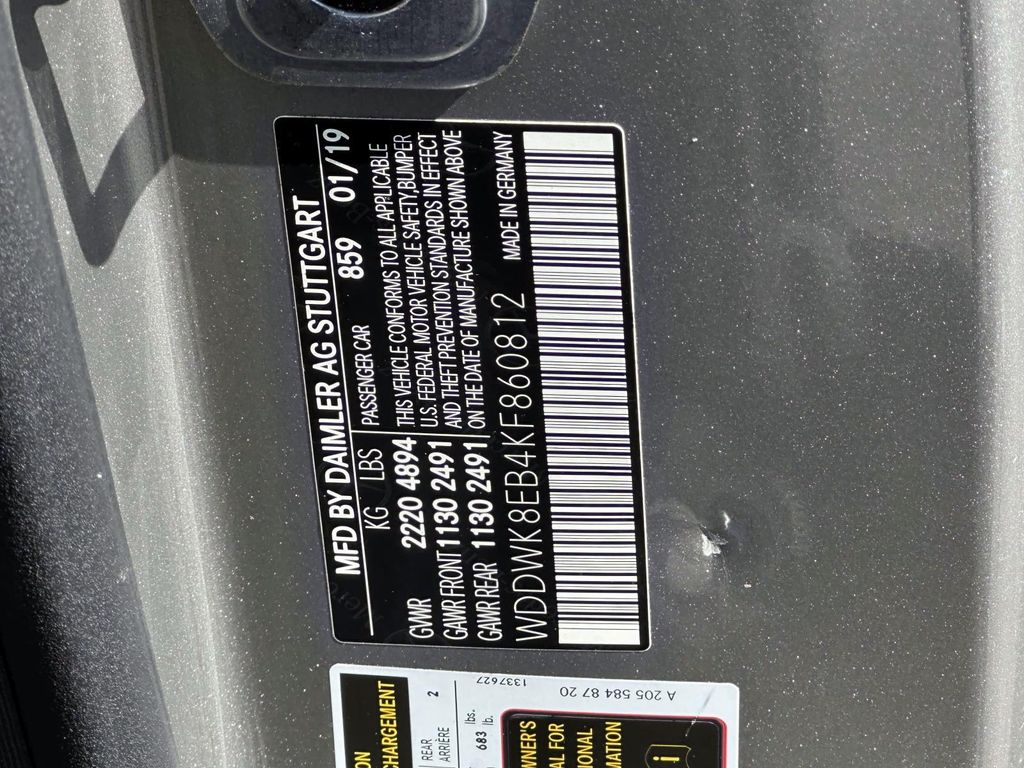 MFD BY DAIMLER AG STUTTGART
KG LBS PASSENGER CAR 859 01/19
GVWR 2220 4894 THIS VEHICLE CONFORMS TO ALL APPLICABLE
U.S. FEDERAL MOTOR VEHICLE SAFETY, BUMPER
GAWR FRONT 1130 2491 AND THEFT PREVENTION STANDARDS IN EFFECT
GAWR REAR 1130 2491 ON THE DATE OF MANUFACTURE SHOWN ABOVE
WDDWK8EB4KF860812 MADE IN GERMANY
ON
CHARGEMENT
REAR
ARRIÈRE 2
lbs.
683 lb.
1337627
A 205 584 87 20
WNER'S
AL FOR
IONAL
MATION
i